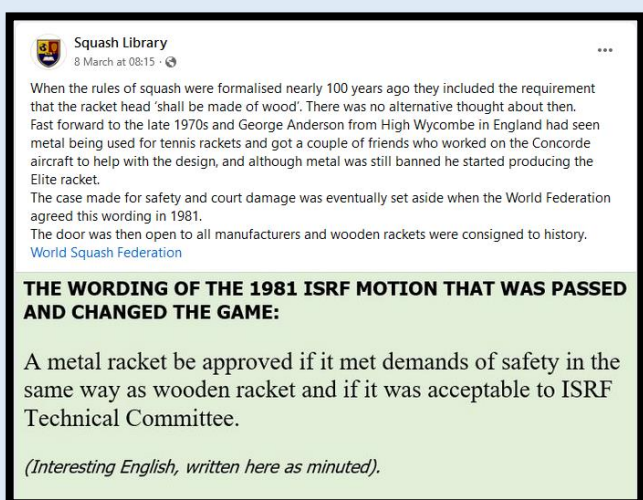 Squash Library
8 March at 08:15 ·
When the rules of squash were formalised nearly 100 years ago they included the requirement
that the racket head ‘shall be made of wood’. There was no alternative thought about then.
Fast forward to the late 1970s and George Anderson from High Wycombe in England had seen
metal being used for tennis rackets and got a couple of friends who worked on the Concorde
aircraft to help with the design, and although metal was still banned he started producing the
Elite racket.
The case made for safety and court damage was eventually set aside when the World Federation
agreed this wording in 1981.
The door was then open to all manufacturers and wooden rackets were consigned to history.
World Squash Federation
THE WORDING OF THE 1981 ISRF MOTION THAT WAS PASSED
AND CHANGED THE GAME:
A metal racket be approved if it met demands of safety in the
same way as wooden racket and if it was acceptable to ISRF
Technical Committee.
(Interesting English, written here as minuted).